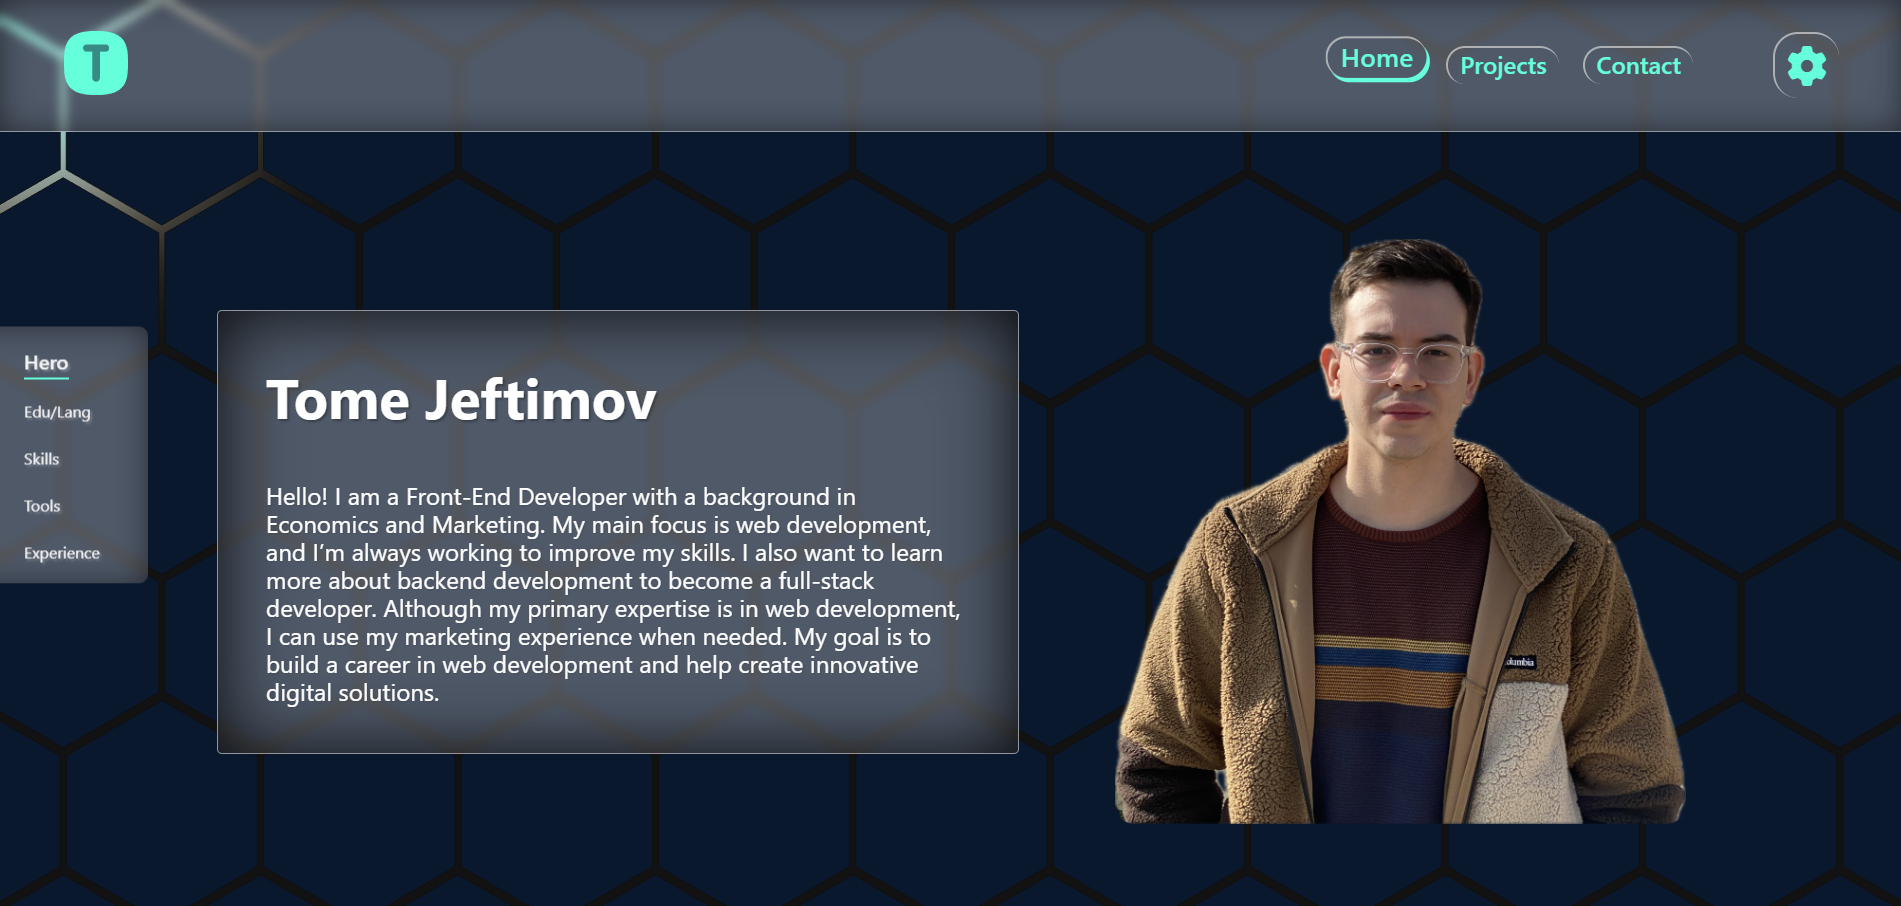 T
Home
Projects
Contact
Hero
Edu/Lang
Skills
Tools
Experience
Tome Jeftimov
Hello! I am a Front-End Developer with a background in
Economics and Marketing. My main focus is web development,
and I’m always working to improve my skills. I also want to learn
more about backend development to become a full-stack
developer. Although my primary expertise is in web development,
I can use my marketing experience when needed. My goal is to
build a career in web development and help create innovative
digital solutions.